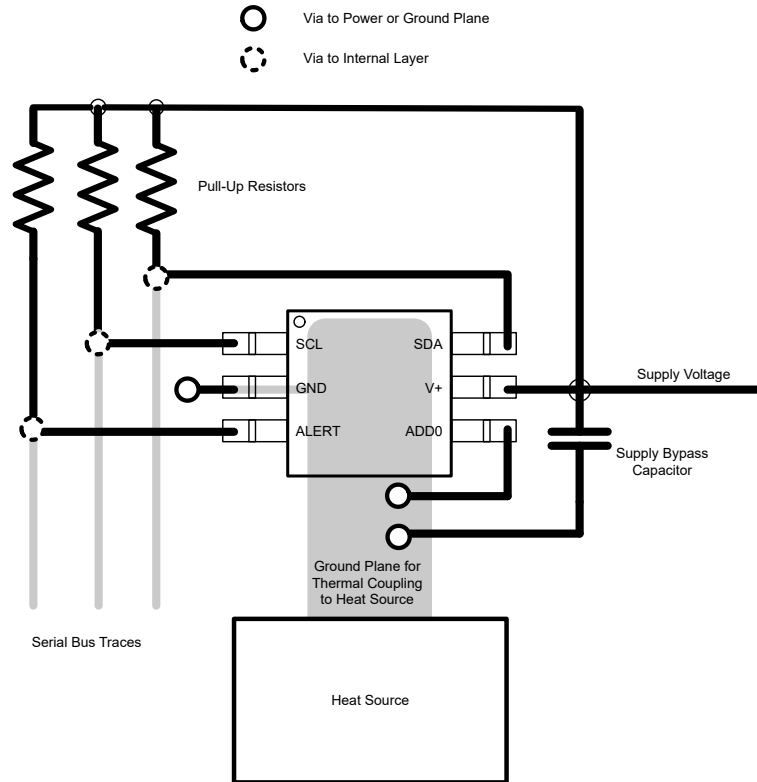 Via to Power or Ground Plane
Via to Internal Layer
Pull-Up Resistors
SCL
SDA
GND
V+
ALERT
ADD0
Supply Voltage
Supply Bypass
Capacitor
Ground Plane for
Thermal Coupling
to Heat Source
Serial Bus Traces
Heat Source